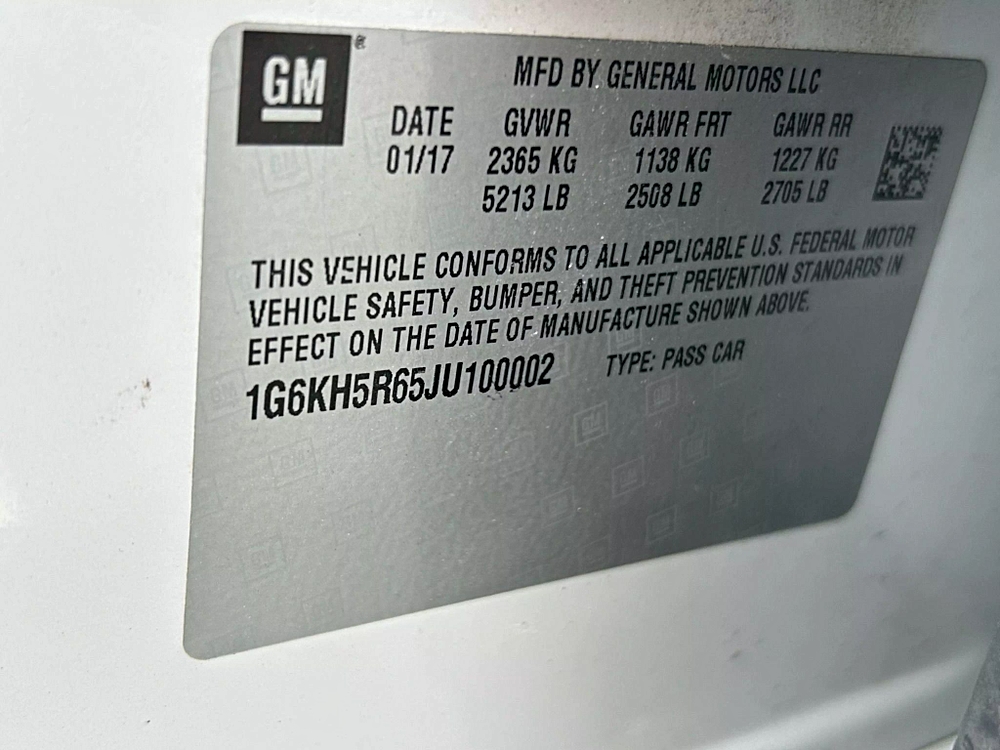 GM®
MFD BY GENERAL MOTORS LLC
DATE GVWR GAWR FRT GAWR RR
01/17 2365 KG 1138 KG 1227 KG
5213 LB 2508 LB 2705 LB
THIS VEHICLE CONFORMS TO ALL APPLICABLE U.S. FEDERAL MOTOR
VEHICLE SAFETY, BUMPER, AND THEFT PREVENTION STANDARDS IN
EFFECT ON THE DATE OF MANUFACTURE SHOWN ABOVE.
1G6KH5R65JU100002 TYPE: PASS CAR